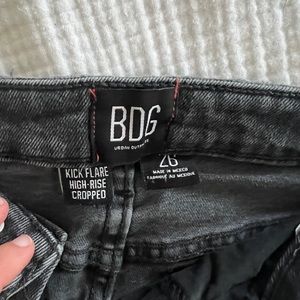 BDG
URBAN OUTFITTERS
26
MADE IN MEXICO
FABRIQUÉ AU MEXIQUE
KICK FLARE
HIGH-RISE
CROPPED